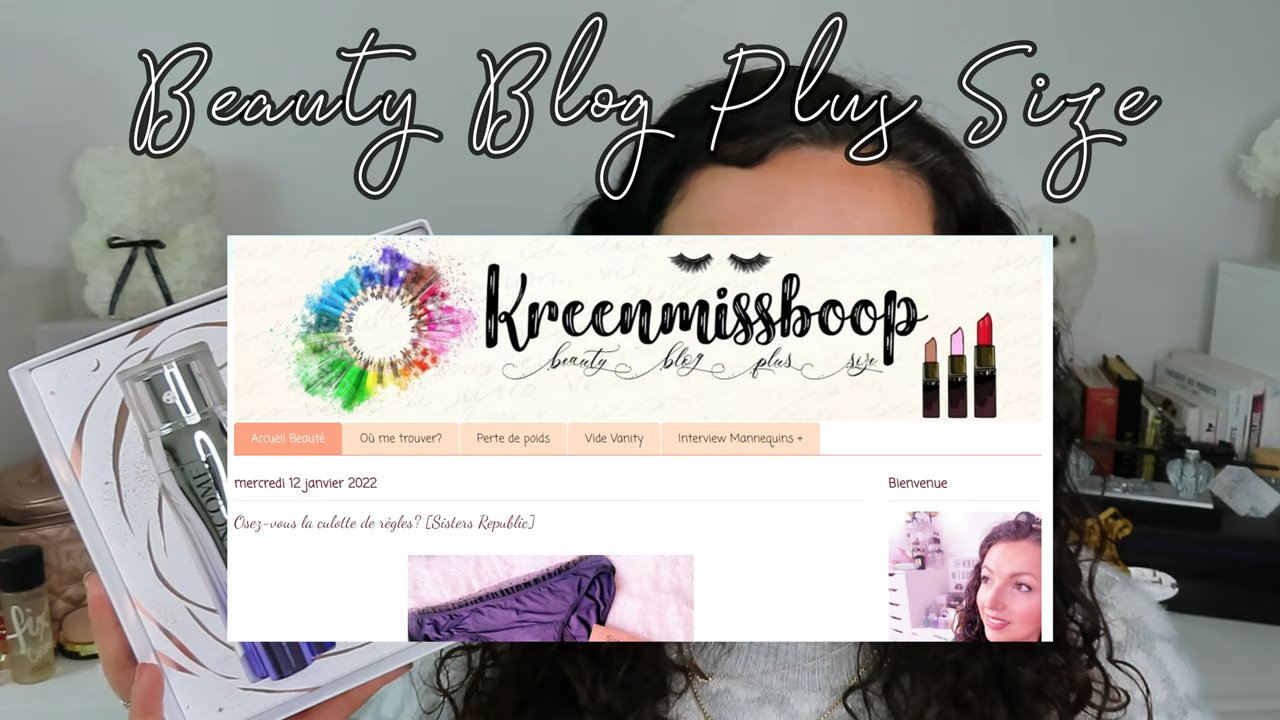 Beauty Blog Plus Size
Kreenmissboop
beauty blog plus size
Accueil Beauté
Où me trouver?
Perte de poids
Vide Vanity
Interview Mannequins +
mercredi 12 janvier 2022
Bienvenue
Osez-vous la culotte de règles? [Sisters Republic]
fix